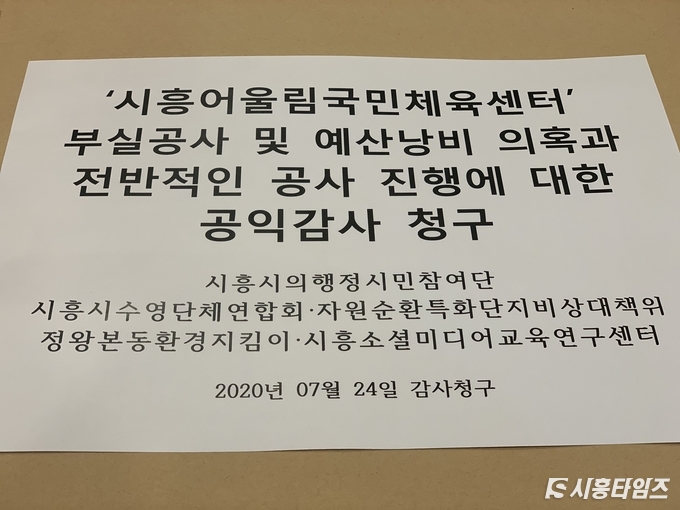 ‘시흥어울림국민체육센터’
부실공사 및 예산낭비 의혹과
전반적인 공사 진행에 대한
공익감사 청구
시흥시의행정시민참여단
시흥시수영단체연합회·자원순환특화단지비상대책위
정왕본동환경지킴이·시흥소셜미디어교육연구센터
2020년 07월 24일 감사청구
시흥타임즈